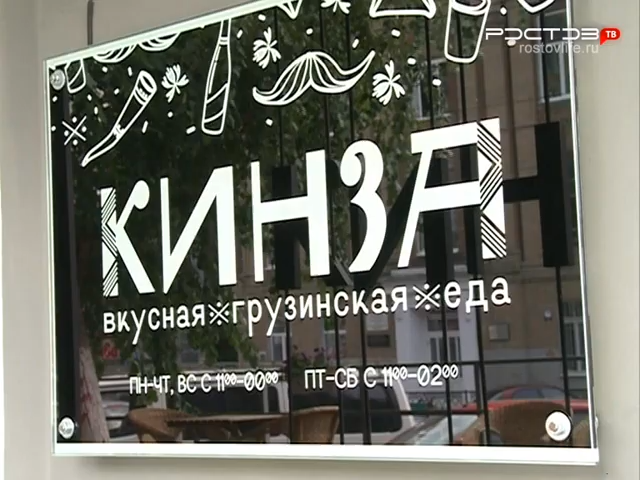 РОСТОВ ТВ
rostovlife.ru
КИНЗА
вкусная※грузинская※еда
ПН-ЧТ, ВС С 11⁰⁰-00⁰⁰ ПТ-СБ С 11⁰⁰-02⁰⁰